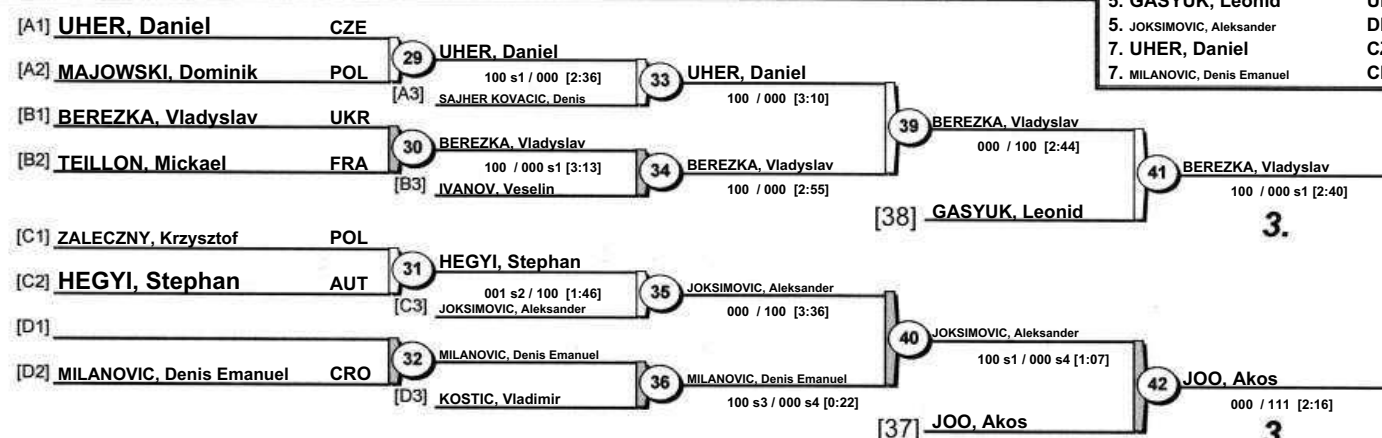 5. GASYUK, Leonid
5. JOKSIMOVIC, Aleksander
7. UHER, Daniel
7. MILANOVIC, Denis Emanuel
[A1] UHER, Daniel CZE
[A2] MAJOWSKI, Dominik POL
29
UHER, Daniel
100 s1 / 000 [2:36]
[A3] SAJHER KOVACIC, Denis
33
UHER, Daniel
100 / 000 [3:10]
[B1] BEREZKA, Vladyslav UKR
[B2] TEILLON, Mickael FRA
30
BEREZKA, Vladyslav
100 / 000 s1 [3:13]
[B3] IVANOV, Veselin
34
BEREZKA, Vladyslav
100 / 000 [2:55]
39
BEREZKA, Vladyslav
000 / 100 [2:44]
[38] GASYUK, Leonid
41
BEREZKA, Vladyslav
100 / 000 s1 [2:40]
3.
[C1] ZALECZNY, Krzysztof POL
[C2] HEGYI, Stephan AUT
31
HEGYI, Stephan
001 s2 / 100 [1:46]
[C3] JOKSIMOVIC, Aleksander
35
JOKSIMOVIC, Aleksander
000 / 100 [3:36]
[D1]
[D2] MILANOVIC, Denis Emanuel CRO
32
MILANOVIC, Denis Emanuel
[D3] KOSTIC, Vladimir
36
MILANOVIC, Denis Emanuel
100 s3 / 000 s4 [0:22]
40
JOKSIMOVIC, Aleksander
100 s1 / 000 s4 [1:07]
[37] JOO, Akos
42
JOO, Akos
000 / 111 [2:16]
3.